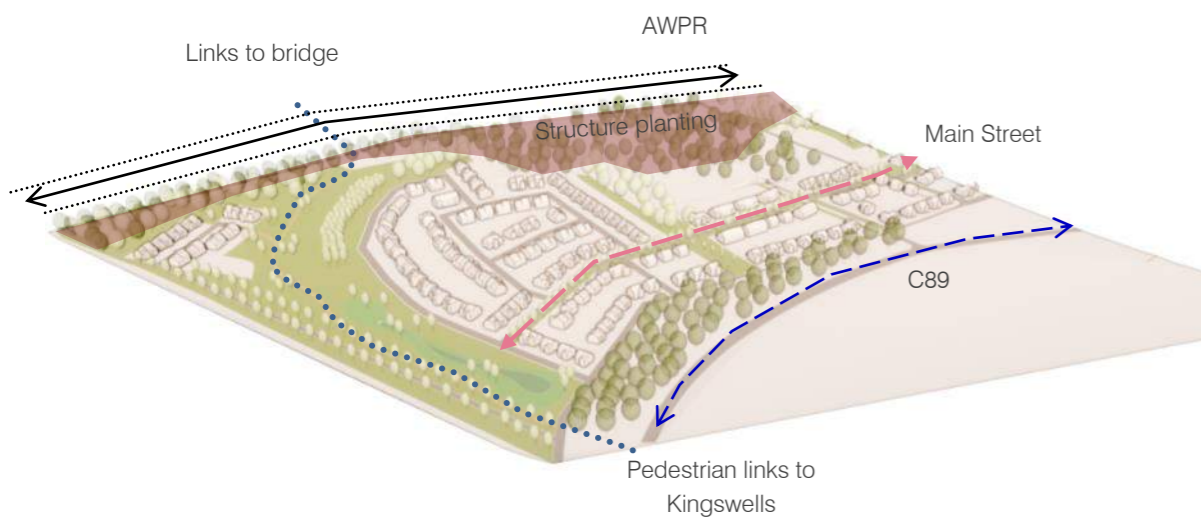 AWPR
Links to bridge
Structure planting
Main Street
C89
Pedestrian links to
Kingswells